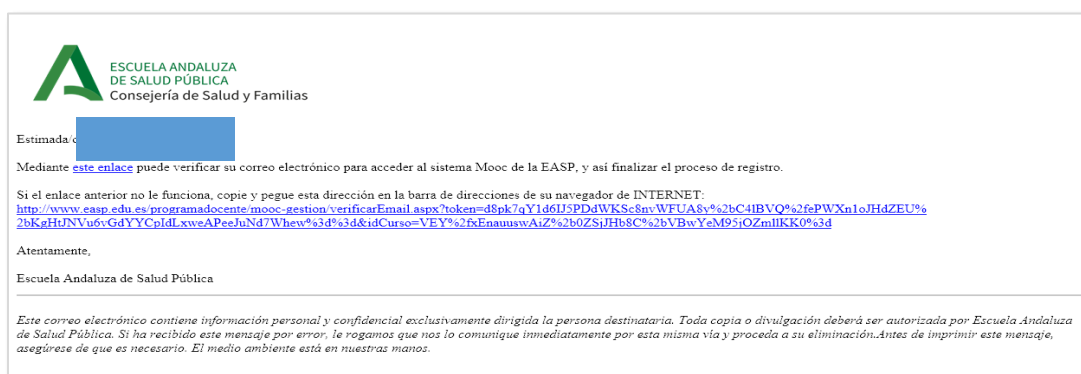 ESCUELA ANDALUZA
DE SALUD PÚBLICA
Consejería de Salud y Familias
Estimada/
Mediante este enlace puede verificar su correo electrónico para acceder al sistema Mooc de la EASP, y así finalizar el proceso de registro.
Si el enlace anterior no le funciona, copie y pegue esta dirección en la barra de direcciones de su navegador de INTERNET:
http://www.easp.edu.es/programadocente/mooc-gestion/verificarEmail.aspx?token=d8pk7qY1d6IJ5PDdWKSc8nvWFUA8v%2bC4lBVQ%2fePWXn1oJHdZEU%
2bKgHtJNVu6vGdYYCpIdLxweAPeeJuNd7Whew%3d%3d&idCurso=VEY%2fxEnauuswAiZ%2b0ZSjJHb8C%2bVBwYeM95jOZmllKK0%3d
Atentamente,
Escuela Andaluza de Salud Pública
Este correo electrónico contiene información personal y confidencial exclusivamente dirigida la persona destinataria. Toda copia o divulgación deberá ser autorizada por Escuela Andaluza
de Salud Pública. Si ha recibido este mensaje por error, le rogamos que nos lo comunique inmediatamente por esta misma vía y proceda a su eliminación.Antes de imprimir este mensaje,
asegúrese de que es necesario. El medio ambiente está en nuestras manos.